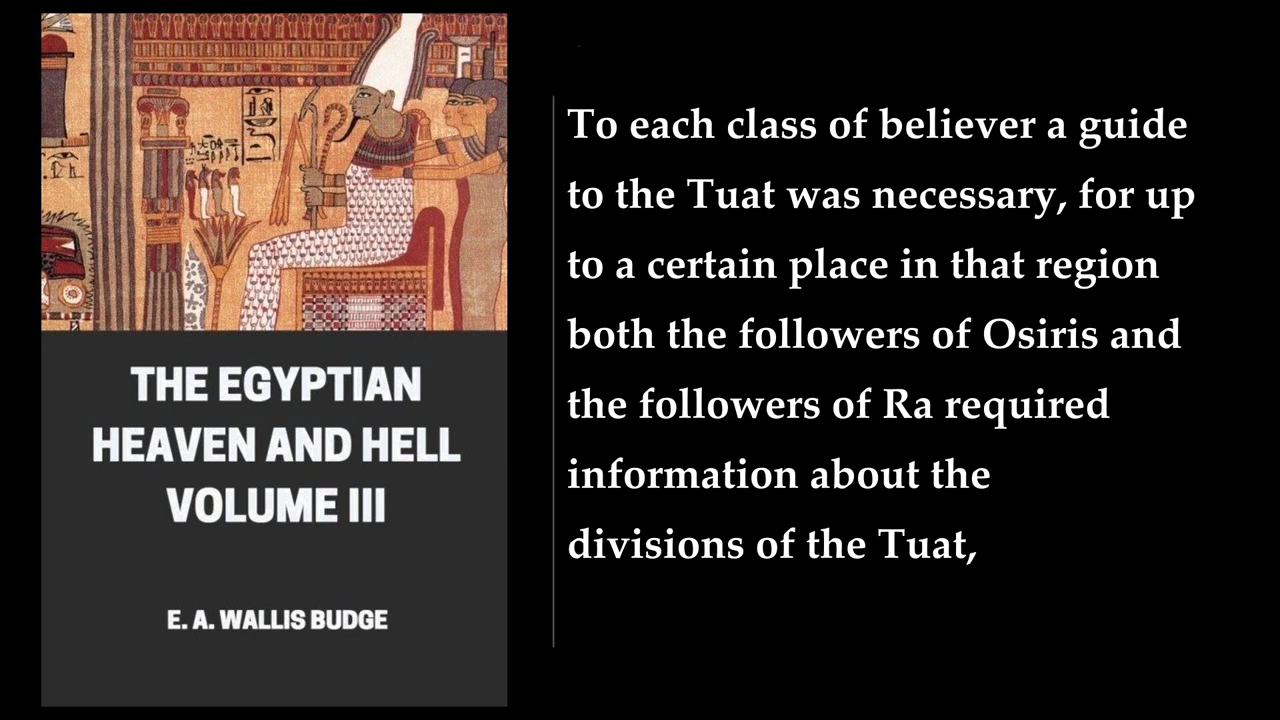 THE EGYPTIAN
HEAVEN AND HELL
VOLUME III
E. A. WALLIS BUDGE
To each class of believer a guide
to the Tuat was necessary, for up
to a certain place in that region
both the followers of Osiris and
the followers of Ra required
information about the
divisions of the Tuat,